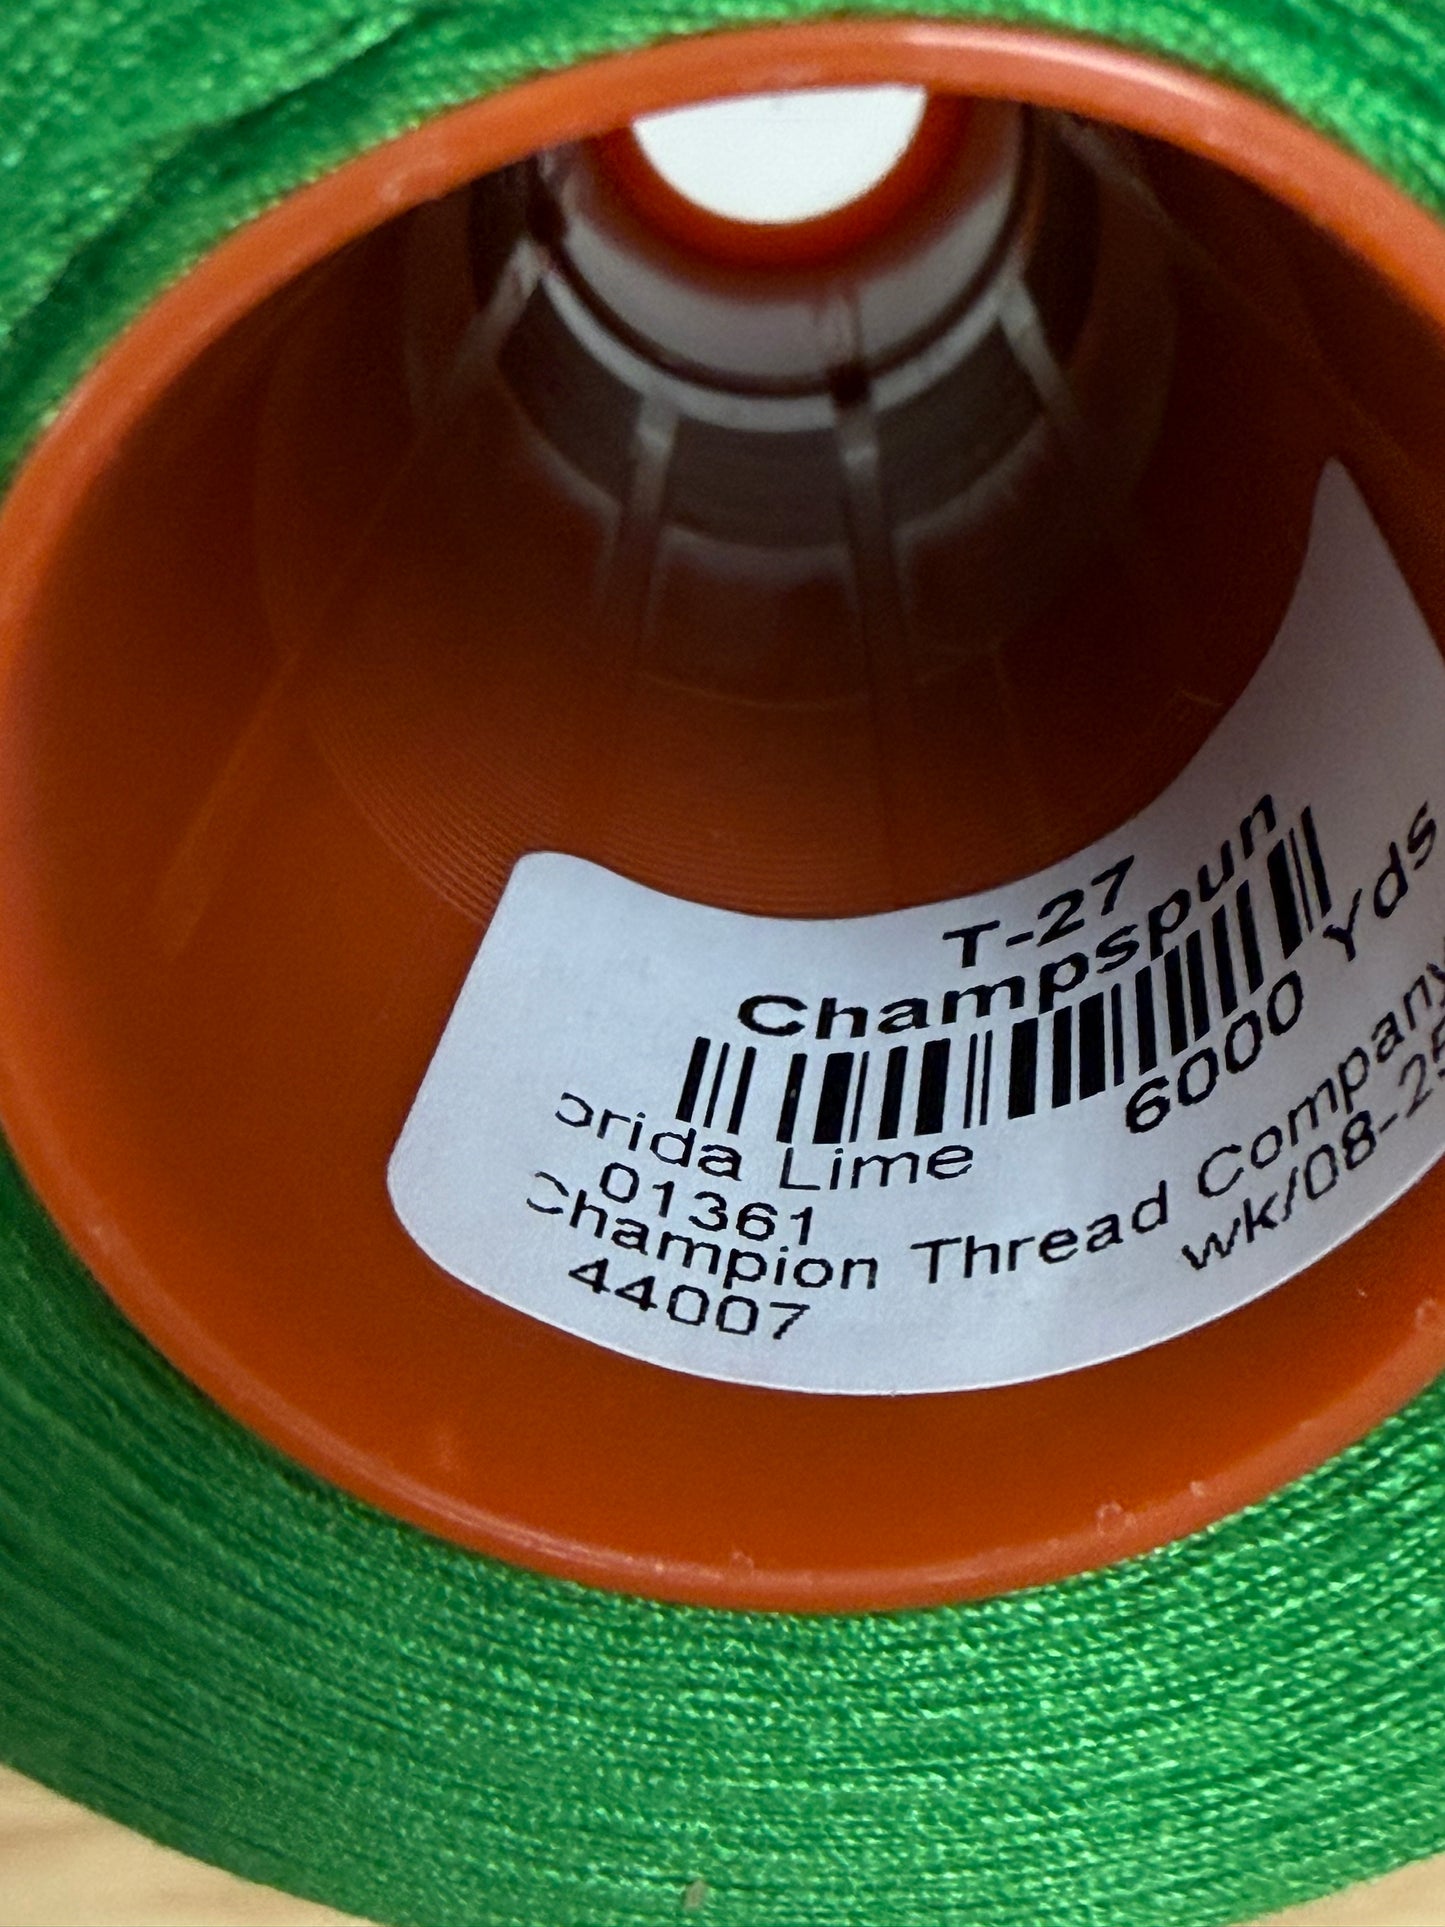 T-27
Champspun
orida Lime 6000 Yds
01361
Champion Thread Company
44007 wk/08-25